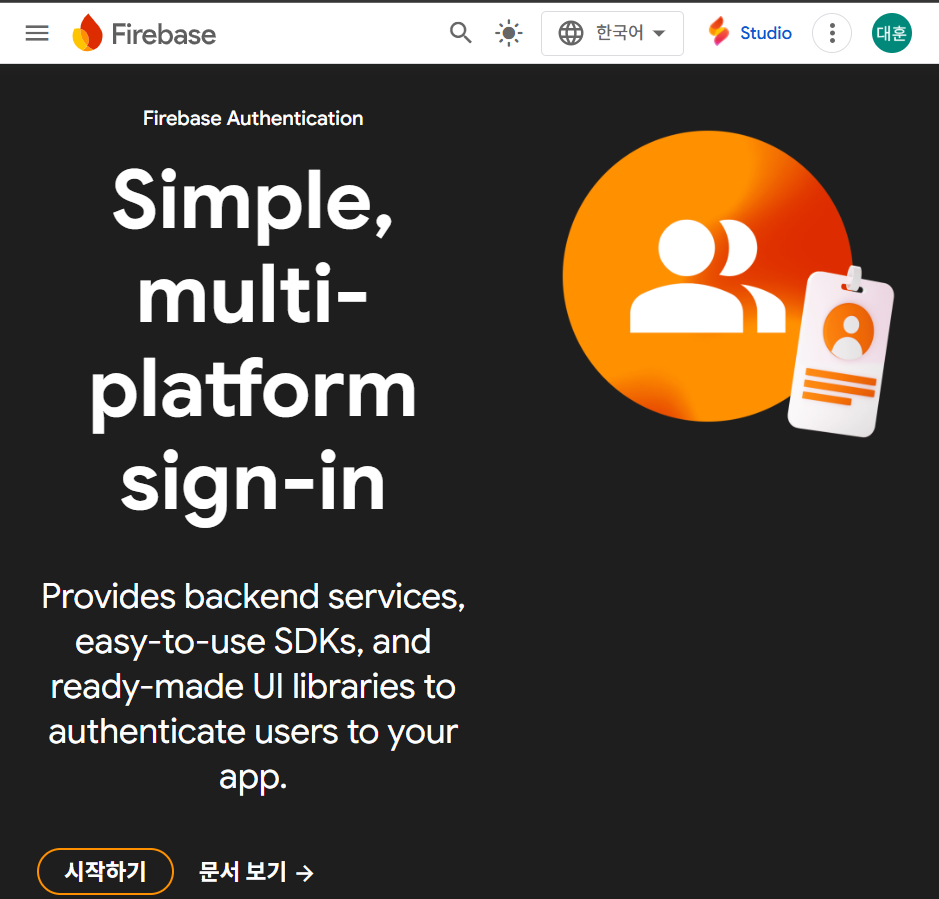 Firebase
한국어
Studio
대훈
Firebase Authentication
Simple,
multi-
platform
sign-in
Provides backend services,
easy-to-use SDKs, and
ready-made UI libraries to
authenticate users to your
app.
시작하기
문서 보기 →